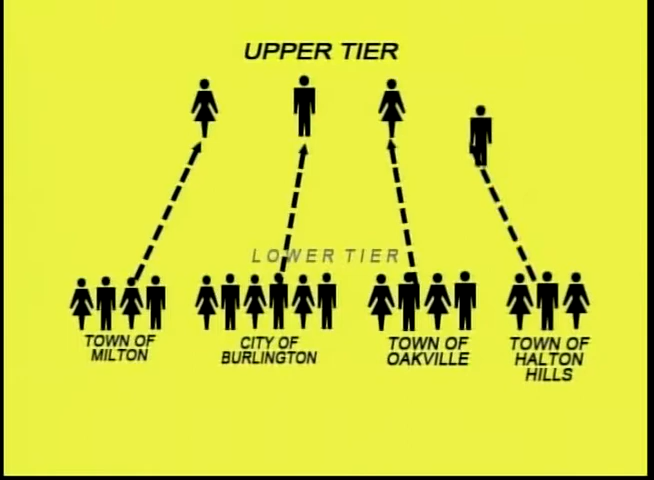 UPPER TIER
LOWER TIER
TOWN OF
MILTON
CITY OF
BURLINGTON
TOWN OF
OAKVILLE
TOWN OF
HALTON
HILLS